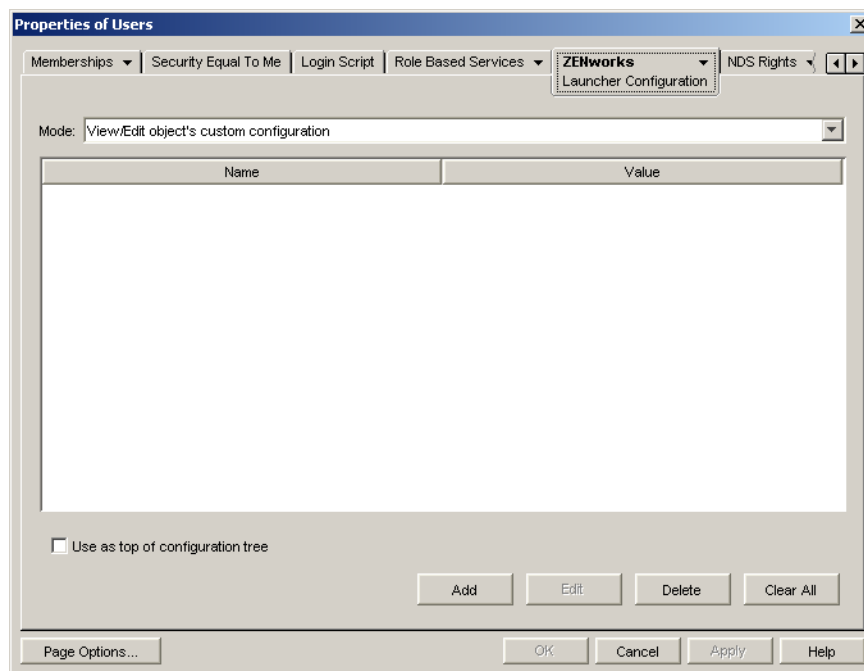 Properties of Users
Memberships
Security Equal To Me
Login Script
Role Based Services
ZENworks
Launcher Configuration
NDS Rights
Mode: View/Edit object's custom configuration
Name Value
Use as top of configuration tree
Add Edit Delete Clear All
Page Options... OK Cancel Apply Help